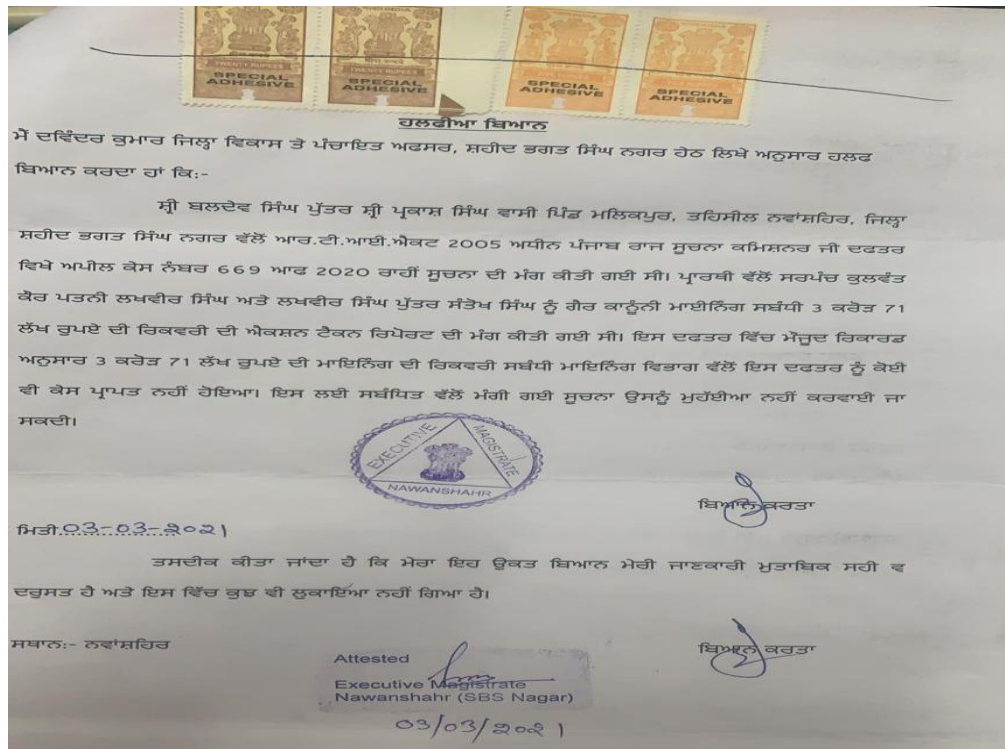 TWENTY RUPEES
SPECIAL
ADHESIVE
SPECIAL
ADHESIVE
SPECIAL
ADHESIVE
SPECIAL
ADHESIVE
ਹਲਫੀਆ ਬਿਆਨ
ਮੈਂ ਦਵਿੰਦਰ ਕੁਮਾਰ ਜਿਲ੍ਹਾ ਵਿਕਾਸ ਤੇ ਪੰਚਾਇਤ ਅਫਸਰ, ਸ਼ਹੀਦ ਭਗਤ ਸਿੰਘ ਨਗਰ ਹੇਠ ਲਿਖੇ ਅਨੁਸਾਰ ਹਲਫ
ਬਿਆਨ ਕਰਦਾ ਹਾਂ ਕਿ:-
ਸ਼੍ਰੀ ਬਲਦੇਵ ਸਿੰਘ ਪੁੱਤਰ ਸ਼੍ਰੀ ਪ੍ਰਕਾਸ਼ ਸਿੰਘ ਵਾਸੀ ਪਿੰਡ ਮਲਿਕਪੁਰ, ਤਹਿਸੀਲ ਨਵਾਂਸ਼ਹਿਰ, ਜਿਲ੍ਹਾ
ਸ਼ਹੀਦ ਭਗਤ ਸਿੰਘ ਨਗਰ ਵੱਲੋਂ ਆਰ.ਟੀ.ਆਈ.ਐਕਟ 2005 ਅਧੀਨ ਪੰਜਾਬ ਰਾਜ ਸੂਚਨਾ ਕਮਿਸ਼ਨਰ ਜੀ ਦਫਤਰ
ਵਿਖੇ ਅਪੀਲ ਕੇਸ ਨੰਬਰ 669 ਆਫ 2020 ਰਾਹੀਂ ਸੂਚਨਾ ਦੀ ਮੰਗ ਕੀਤੀ ਗਈ ਸੀ। ਪ੍ਰਾਰਥੀ ਵੱਲੋਂ ਸਰਪੰਚ ਕੁਲਵੰਤ
ਕੌਰ ਪਤਨੀ ਲਖਵੀਰ ਸਿੰਘ ਅਤੇ ਲਖਵੀਰ ਸਿੰਘ ਪੁੱਤਰ ਸੰਤੋਖ ਸਿੰਘ ਨੂੰ ਗੈਰ ਕਾਨੂੰਨੀ ਮਾਈਨਿੰਗ ਸਬੰਧੀ 3 ਕਰੋੜ 71
ਲੱਖ ਰੁਪਏ ਦੀ ਰਿਕਵਰੀ ਦੀ ਐਕਸ਼ਨ ਟੈਕਨ ਰਿਪੋਰਟ ਦੀ ਮੰਗ ਕੀਤੀ ਗਈ ਸੀ। ਇਸ ਦਫਤਰ ਵਿੱਚ ਮੌਜੂਦ ਰਿਕਾਰਡ
ਅਨੁਸਾਰ 3 ਕਰੋੜ 71 ਲੱਖ ਰੁਪਏ ਦੀ ਮਾਇਨਿੰਗ ਦੀ ਰਿਕਵਰੀ ਸਬੰਧੀ ਮਾਇਨਿੰਗ ਵਿਭਾਗ ਵੱਲੋਂ ਇਸ ਦਫਤਰ ਨੂੰ ਕੋਈ
ਵੀ ਕੇਸ ਪ੍ਰਾਪਤ ਨਹੀਂ ਹੋਇਆ। ਇਸ ਲਈ ਸਬੰਧਿਤ ਵੱਲੋਂ ਮੰਗੀ ਗਈ ਸੂਚਨਾ ਉਸਨੂੰ ਮੁਹੱਈਆ ਨਹੀਂ ਕਰਵਾਈ ਜਾ
ਸਕਦੀ।
EXECUTIVE MAGISTRATE
NAWANSHAHR
ਬਿਆਨ ਕਰਤਾ
ਮਿਤੀ.03-03-੨੦੨1
ਤਸਦੀਕ ਕੀਤਾ ਜਾਂਦਾ ਹੈ ਕਿ ਮੇਰਾ ਇਹ ਉਕਤ ਬਿਆਨ ਮੇਰੀ ਜਾਣਕਾਰੀ ਮੁਤਾਬਿਕ ਸਹੀ ਵ
ਦਰੁਸਤ ਹੈ ਅਤੇ ਇਸ ਵਿੱਚ ਕੁਝ ਵੀ ਲੁਕਾਇਆ ਨਹੀਂ ਗਿਆ ਹੈ।
ਸਥਾਨ:- ਨਵਾਂਸ਼ਹਿਰ
ਬਿਆਨ ਕਰਤਾ
Attested
Executive Magistrate
Nawanshahr (SBS Nagar)
03/03/੨੦੨1